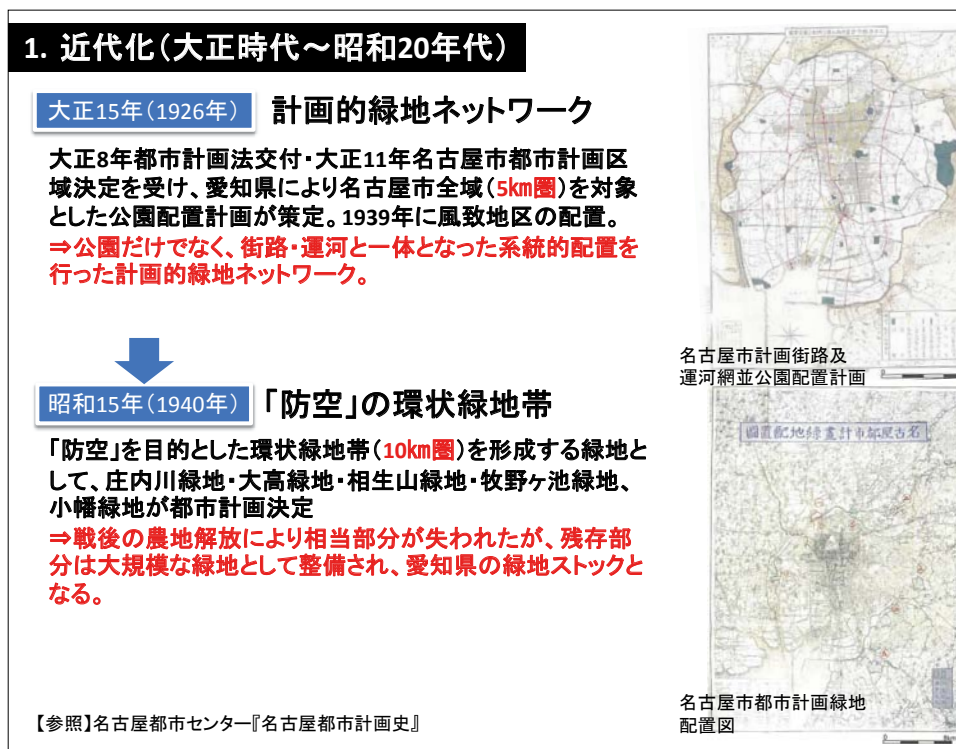 1. 近代化(大正時代～昭和20年代)
大正15年(1926年)
計画的緑地ネットワーク
大正8年都市計画法交付・大正11年名古屋市都市計画区
域決定を受け、愛知県により名古屋市全域(5km圏)を対象
とした公園配置計画が策定。1939年に風致地区の配置。
⇒公園だけでなく、街路・運河と一体となった系統的配置を
行った計画的緑地ネットワーク。
昭和15年(1940年)
「防空」の環状緑地帯
「防空」を目的とした環状緑地帯(10km圏)を形成する緑地と
して、庄内川緑地・大高緑地・相生山緑地・牧野ヶ池緑地、
小幡緑地が都市計画決定
⇒戦後の農地解放により相当部分が失われたが、残存部
分は大規模な緑地として整備され、愛知県の緑地ストックと
なる。
【参照】名古屋都市センター『名古屋都市計画史』
名古屋市計画街路及
運河網並公園配置計画
圖置配地緑畫計市都屋古名
名古屋市都市計画緑地
配置図